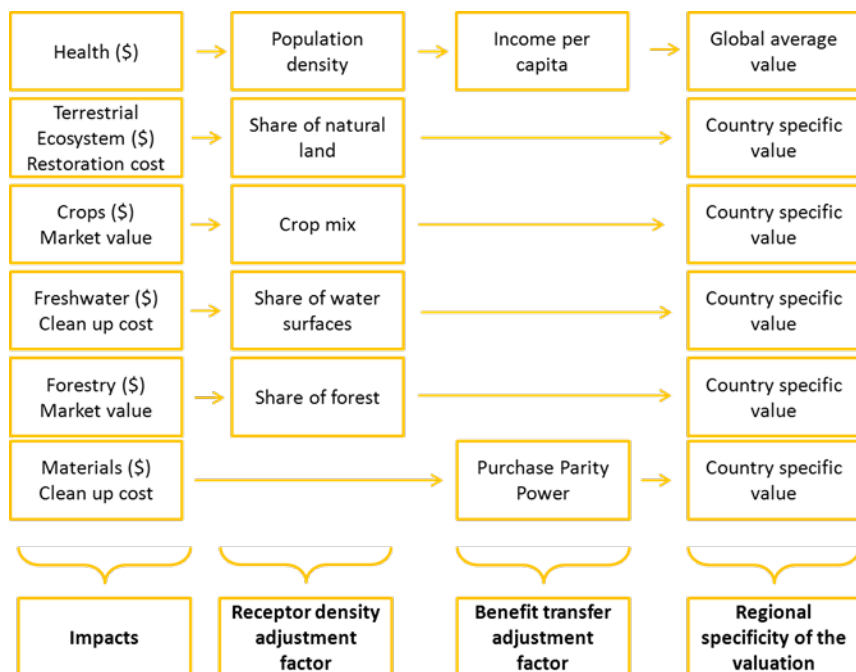 Health ($)
Population
density
Income per
capita
Global average
value
Terrestrial
Ecosystem ($)
Restoration cost
Share of natural
land
Country specific
value
Crops ($)
Market value
Crop mix
Country specific
value
Freshwater ($)
Clean up cost
Share of water
surfaces
Country specific
value
Forestry ($)
Market value
Share of forest
Country specific
value
Materials ($)
Clean up cost
Purchase Parity
Power
Country specific
value
Impacts
Receptor density
adjustment
factor
Benefit transfer
adjustment
factor
Regional
specificity of the
valuation